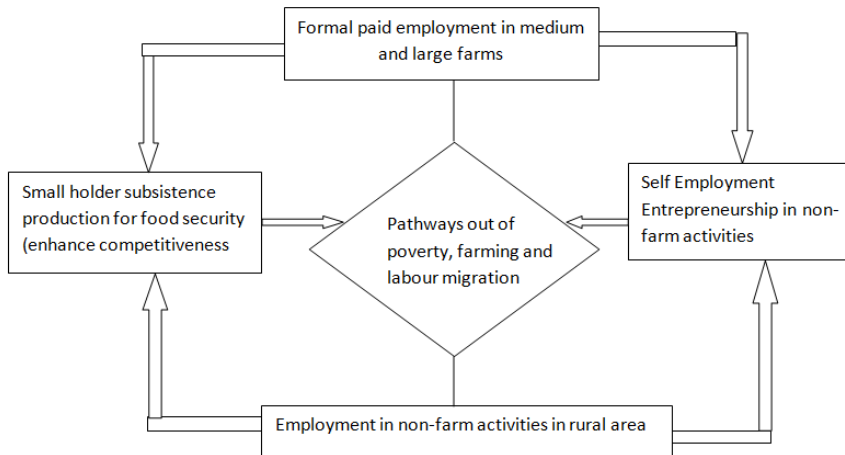 Formal paid employment in medium
and large farms
Small holder subsistence
production for food security
(enhance competitiveness
Pathways out of
poverty, farming and
labour migration
Self Employment
Entrepreneurship in non-
farm activities
Employment in non-farm activities in rural area